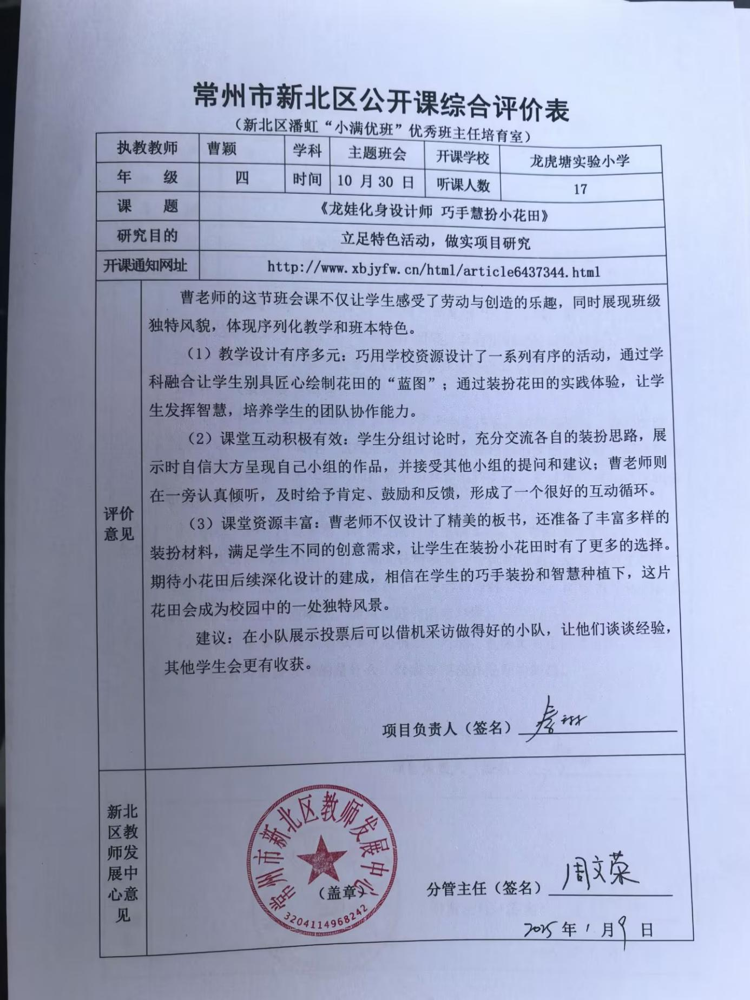 常州市新北区公开课综合评价表
（新北区潘虹“小满优班”优秀班主任培育室）
执教教师 曹颖 学科 主题班会 开课学校 龙虎塘实验小学
年 级 四 时间 10 月 30 日 听课人数 17
课 题 《龙娃化身设计师 巧手慧扮小花田》
研究目的 立足特色活动，做实项目研究
开课通知网址 http://www.xbjyfw.cn/html/article6437344.html
评价
意见
曹老师的这节班会课不仅让学生感受了劳动与创造的乐趣，同时展现班级
独特风貌，体现序列化教学和班本特色。
（1）教学设计有序多元：巧用学校资源设计了一系列有序的活动，通过学
科融合让学生别具匠心绘制花田的“蓝图”；通过装扮花田的实践体验，让学
生发挥智慧，培养学生的团队协作能力。
（2）课堂互动积极有效：学生分组讨论时，充分交流各自的装扮思路，展
示时自信大方呈现自己小组的作品，并接受其他小组的提问和建议；曹老师则
在一旁认真倾听，及时给予肯定、鼓励和反馈，形成了一个很好的互动循环。
（3）课堂资源丰富：曹老师不仅设计了精美的板书，还准备了丰富多样的
装扮材料，满足学生不同的创意需求，让学生在装扮小花田时有了更多的选择。
期待小花田后续深化设计的建成，相信在学生的巧手装扮和智慧种植下，这片
花田会成为校园中的一处独特风景。
建议：在小队展示投票后可以借机采访做得好的小队，让他们谈谈经验，
其他学生会更有收获。
项目负责人（签名）
新北
区教
师发
展中
心意
见
常州市新北区教师发展中心
（盖章）
3204114968242
分管主任（签名） 周文荣
2025 年 1 月 9 日